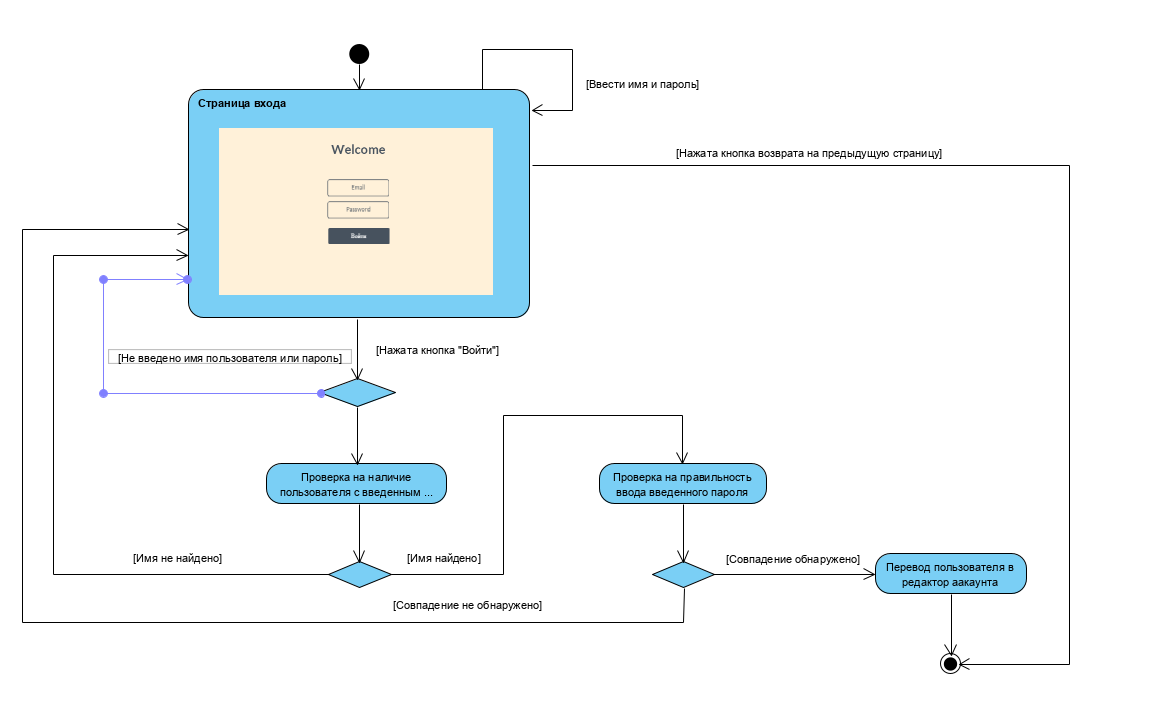 [Ввести имя и пароль]
Страница входа
Welcome
[Нажата кнопка возврата на предыдущую страницу]
Email
Password
Войти
[Нажата кнопка "Войти"]
[Не введено имя пользователя или пароль]
Проверка на наличие
пользователя с введенным ...
Проверка на правильность
ввода введенного пароля
[Имя не найдено]
[Имя найдено]
[Совпадение обнаружено]
Перевод пользователя в
редактор аакаунта
[Совпадение не обнаружено]